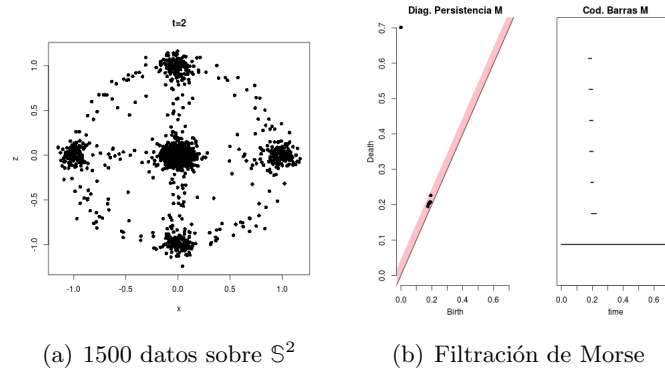 t=2
z
1.0
0.5
0.0
-0.5
-1.0
-1.0 -0.5 0.0 0.5 1.0
x
Diag. Persistencia M
Death
0.7
0.6
0.5
0.4
0.3
0.2
0.1
0.0
0.0 0.2 0.4 0.6
Birth
Cod. Barras M
0.0 0.2 0.4 0.6
time
(a) 1500 datos sobre 𝕊²
(b) Filtración de Morse